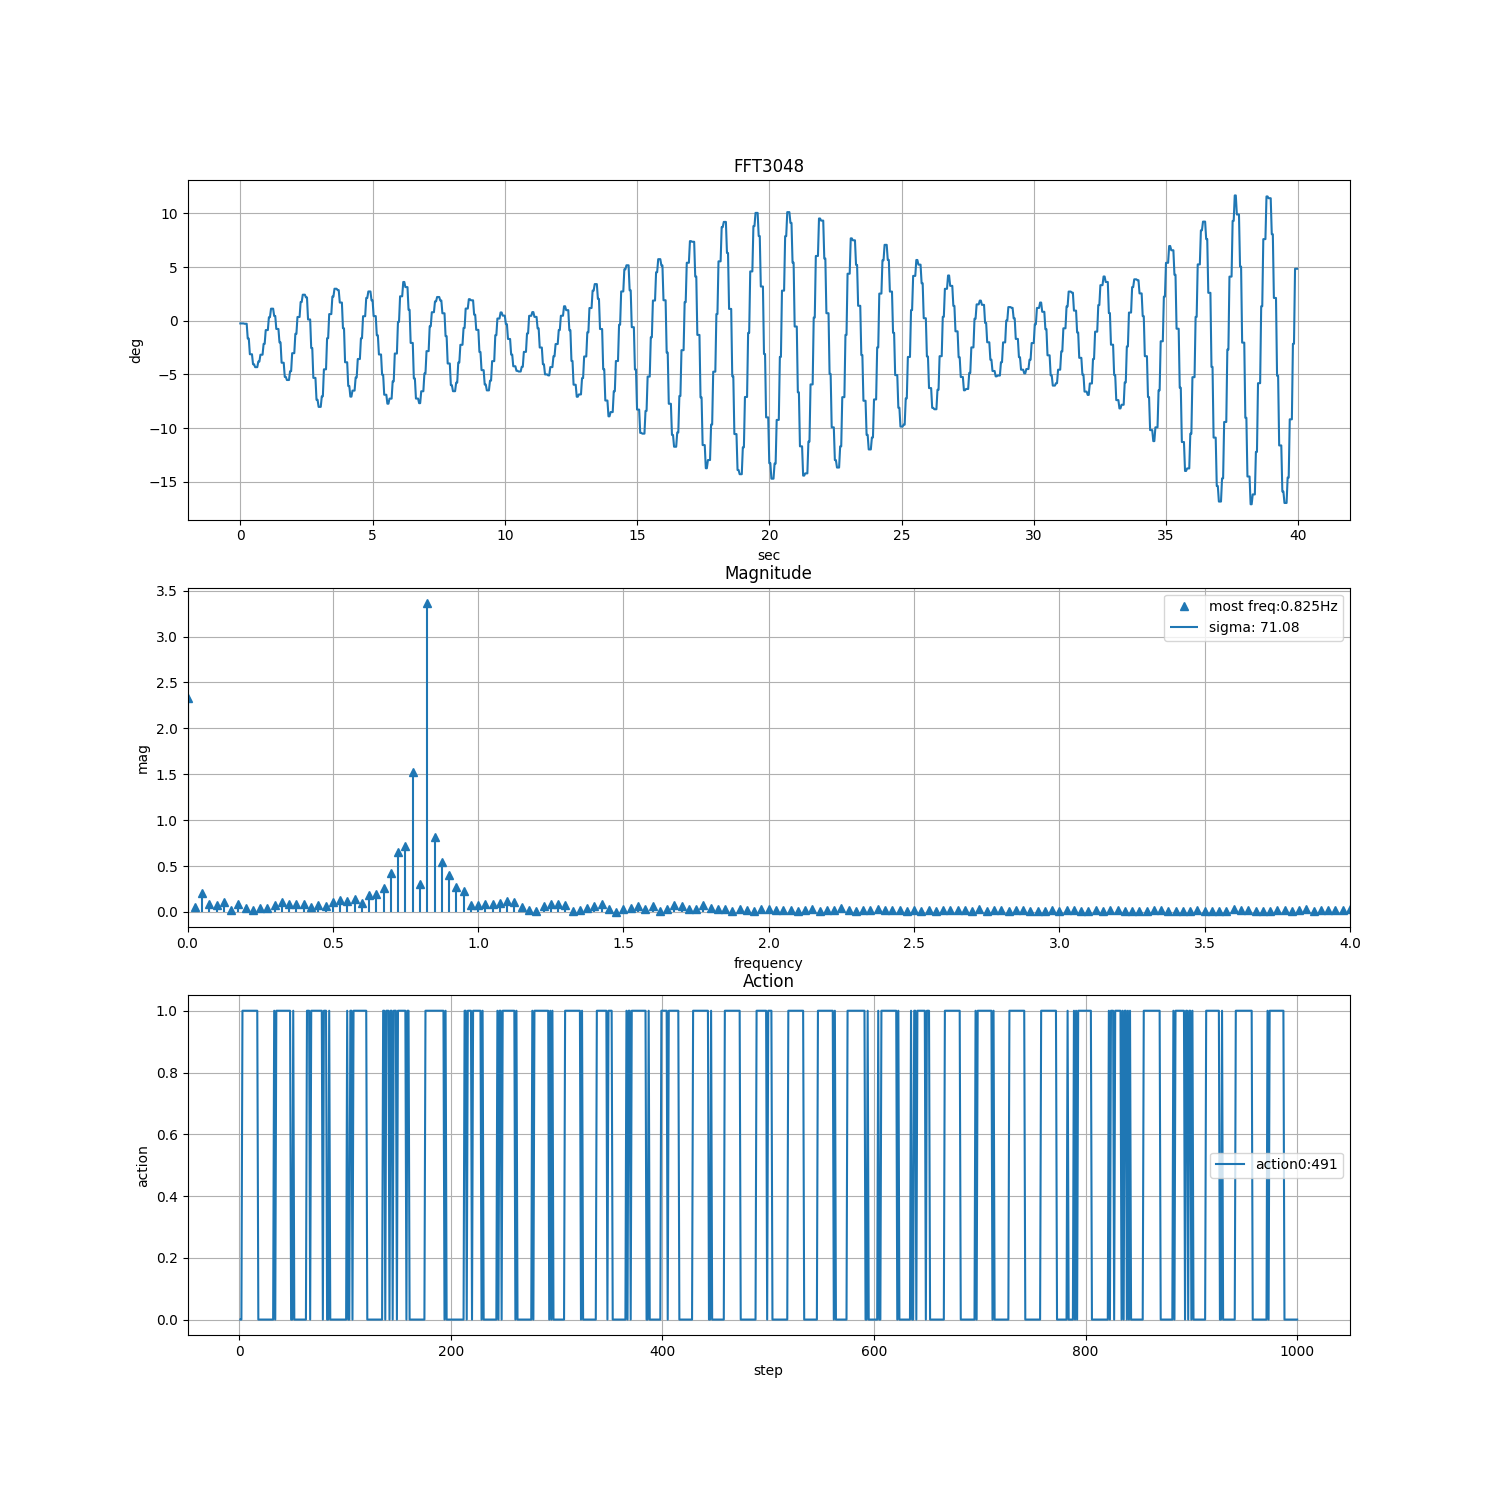 FFT3048
10
5
0
−5
−10
−15
deg
0 5 10 15 20 25 30 35 40
sec
Magnitude
3.5
3.0
2.5
2.0
1.5
1.0
0.5
0.0
mag
most freq:0.825Hz
sigma: 71.08
0.0 0.5 1.0 1.5 2.0 2.5 3.0 3.5 4.0
frequency
Action
1.0
0.8
0.6
0.4
0.2
0.0
action
action0:491
0 200 400 600 800 1000
step